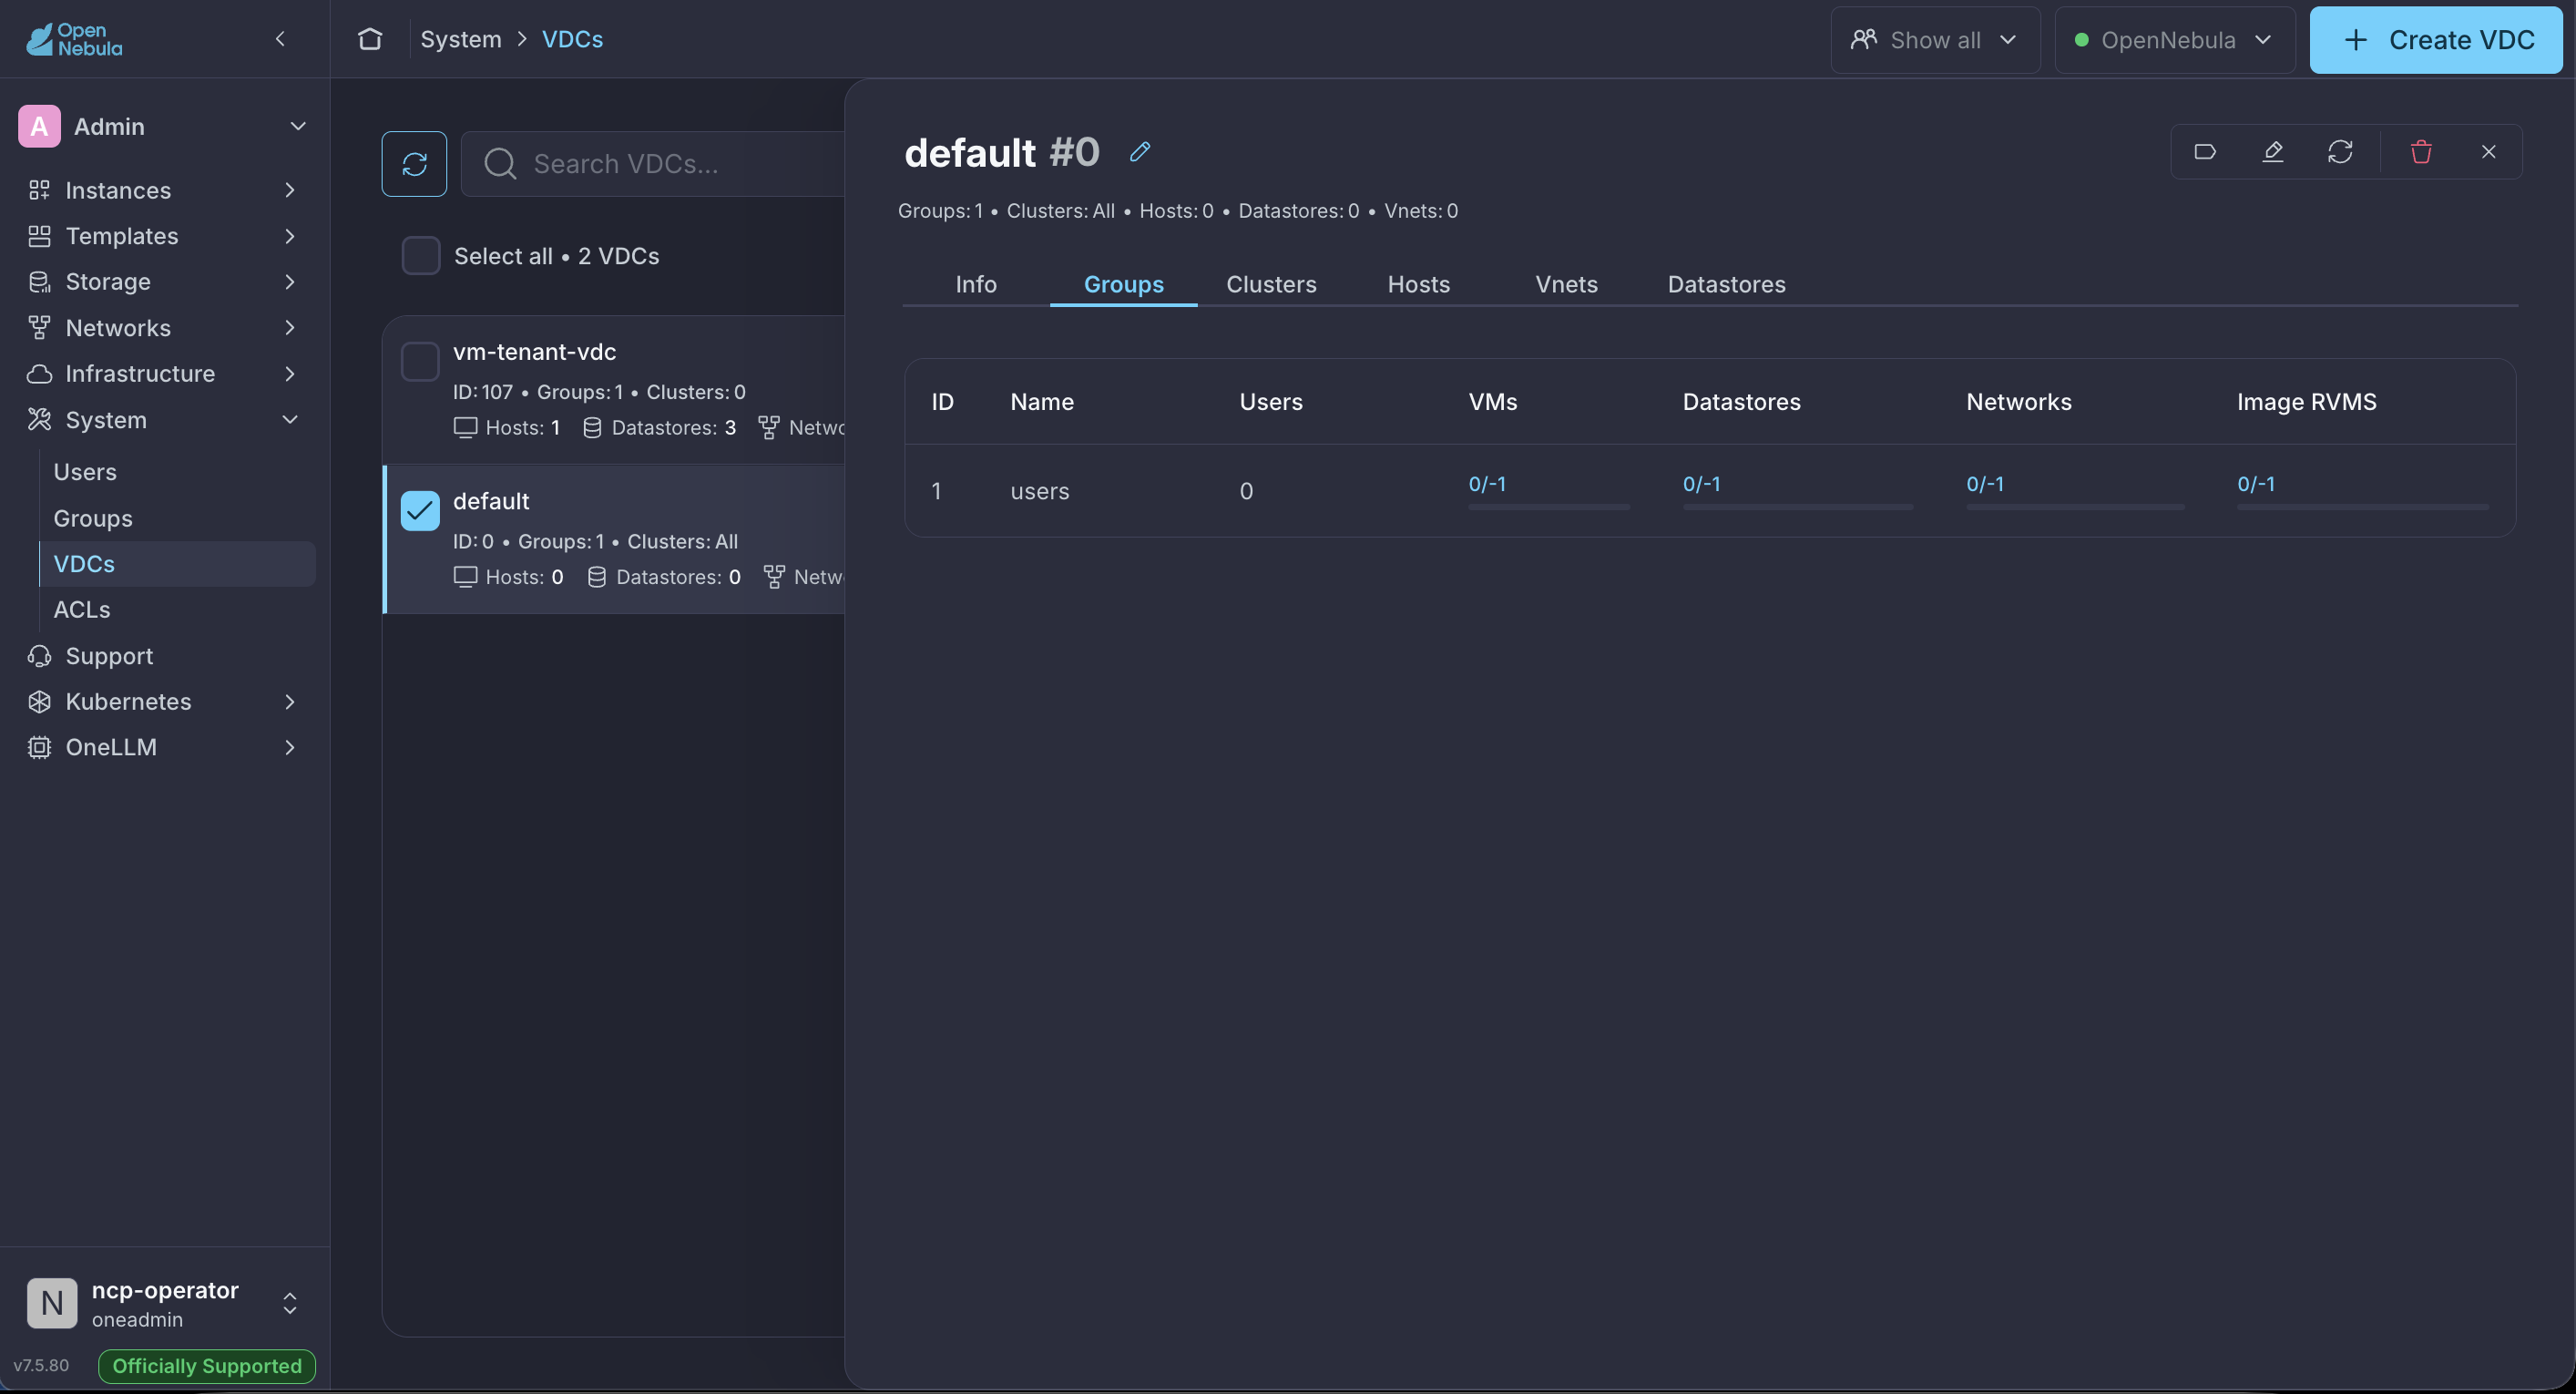 Open
Nebula
System > VDCs
Show all
OpenNebula
+ Create VDC
A Admin
Instances
Templates
Storage
Networks
Infrastructure
System
Users
Groups
VDCs
ACLs
Support
Kubernetes
OneLLM
N ncp-operator
oneadmin
v7.5.80 Officially Supported
Search VDCs...
Select all • 2 VDCs
vm-tenant-vdc
ID: 107 • Groups: 1 • Clusters: 0
Hosts: 1 Datastores: 3 Netwo
default
ID: 0 • Groups: 1 • Clusters: All
Hosts: 0 Datastores: 0 Netw
default #0
Groups: 1 • Clusters: All • Hosts: 0 • Datastores: 0 • Vnets: 0
Info Groups Clusters Hosts Vnets Datastores
ID Name Users VMs Datastores Networks Image RVMS
1 users 0 0/-1 0/-1 0/-1 0/-1